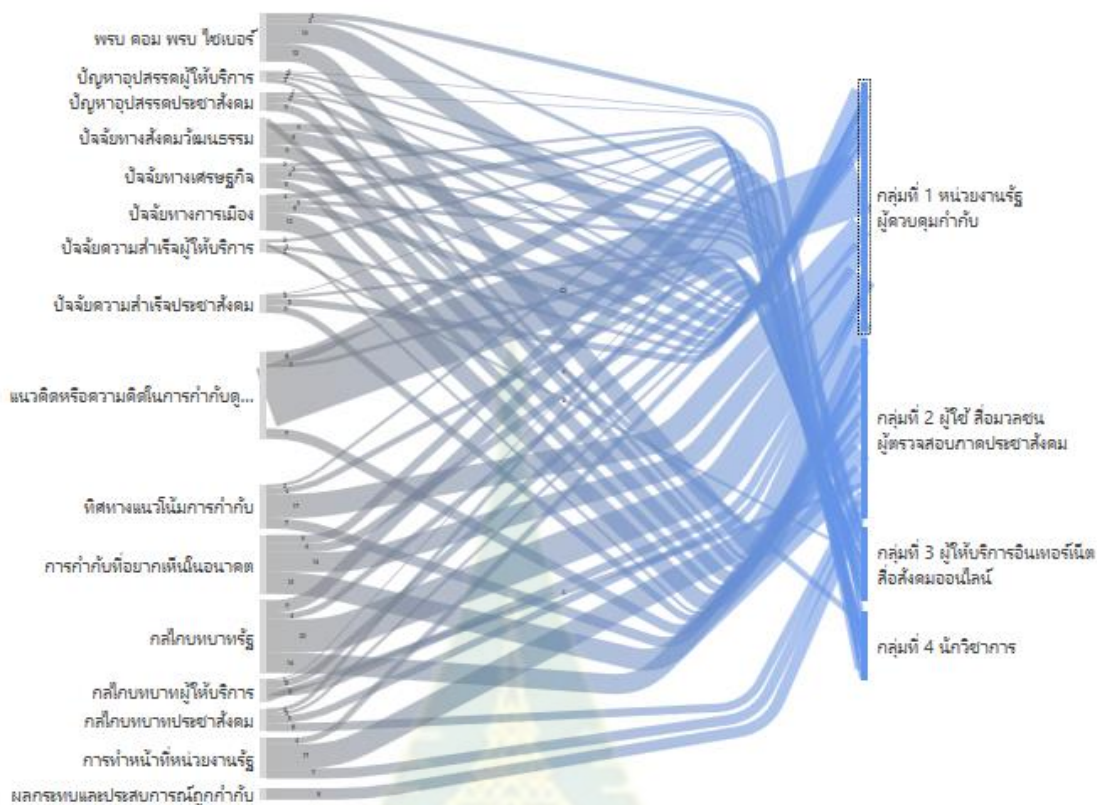 พรบ คอม พรบ ไซเบอร์
ปัญหาอุปสรรคผู้ให้บริการ
ปัญหาอุปสรรคประชาสังคม
ปัจจัยทางสังคมวัฒนธรรม
ปัจจัยทางเศรษฐกิจ
ปัจจัยทางการเมือง
ปัจจัยความสำเร็จผู้ให้บริการ
ปัจจัยความสำเร็จประชาสังคม
แนวคิดหรือความคิดในการกำกับดู...
ทิศทางแนวโน้มการกำกับ
การกำกับที่อยากเห็นในอนาคต
กลไกบทบาทรัฐ
กลไกบทบาทผู้ให้บริการ
กลไกบทบาทประชาสังคม
การทำหน้าที่หน่วยงานรัฐ
ผลกระทบและประสบการณ์ถูกกำกับ
กลุ่มที่ 1 หน่วยงานรัฐ
ผู้ควบคุมกำกับ
กลุ่มที่ 2 ผู้ใช้ สื่อมวลชน
ผู้ตรวจสอบภาคประชาสังคม
กลุ่มที่ 3 ผู้ให้บริการอินเทอร์เน็ต
สื่อสังคมออนไลน์
กลุ่มที่ 4 นักวิชาการ